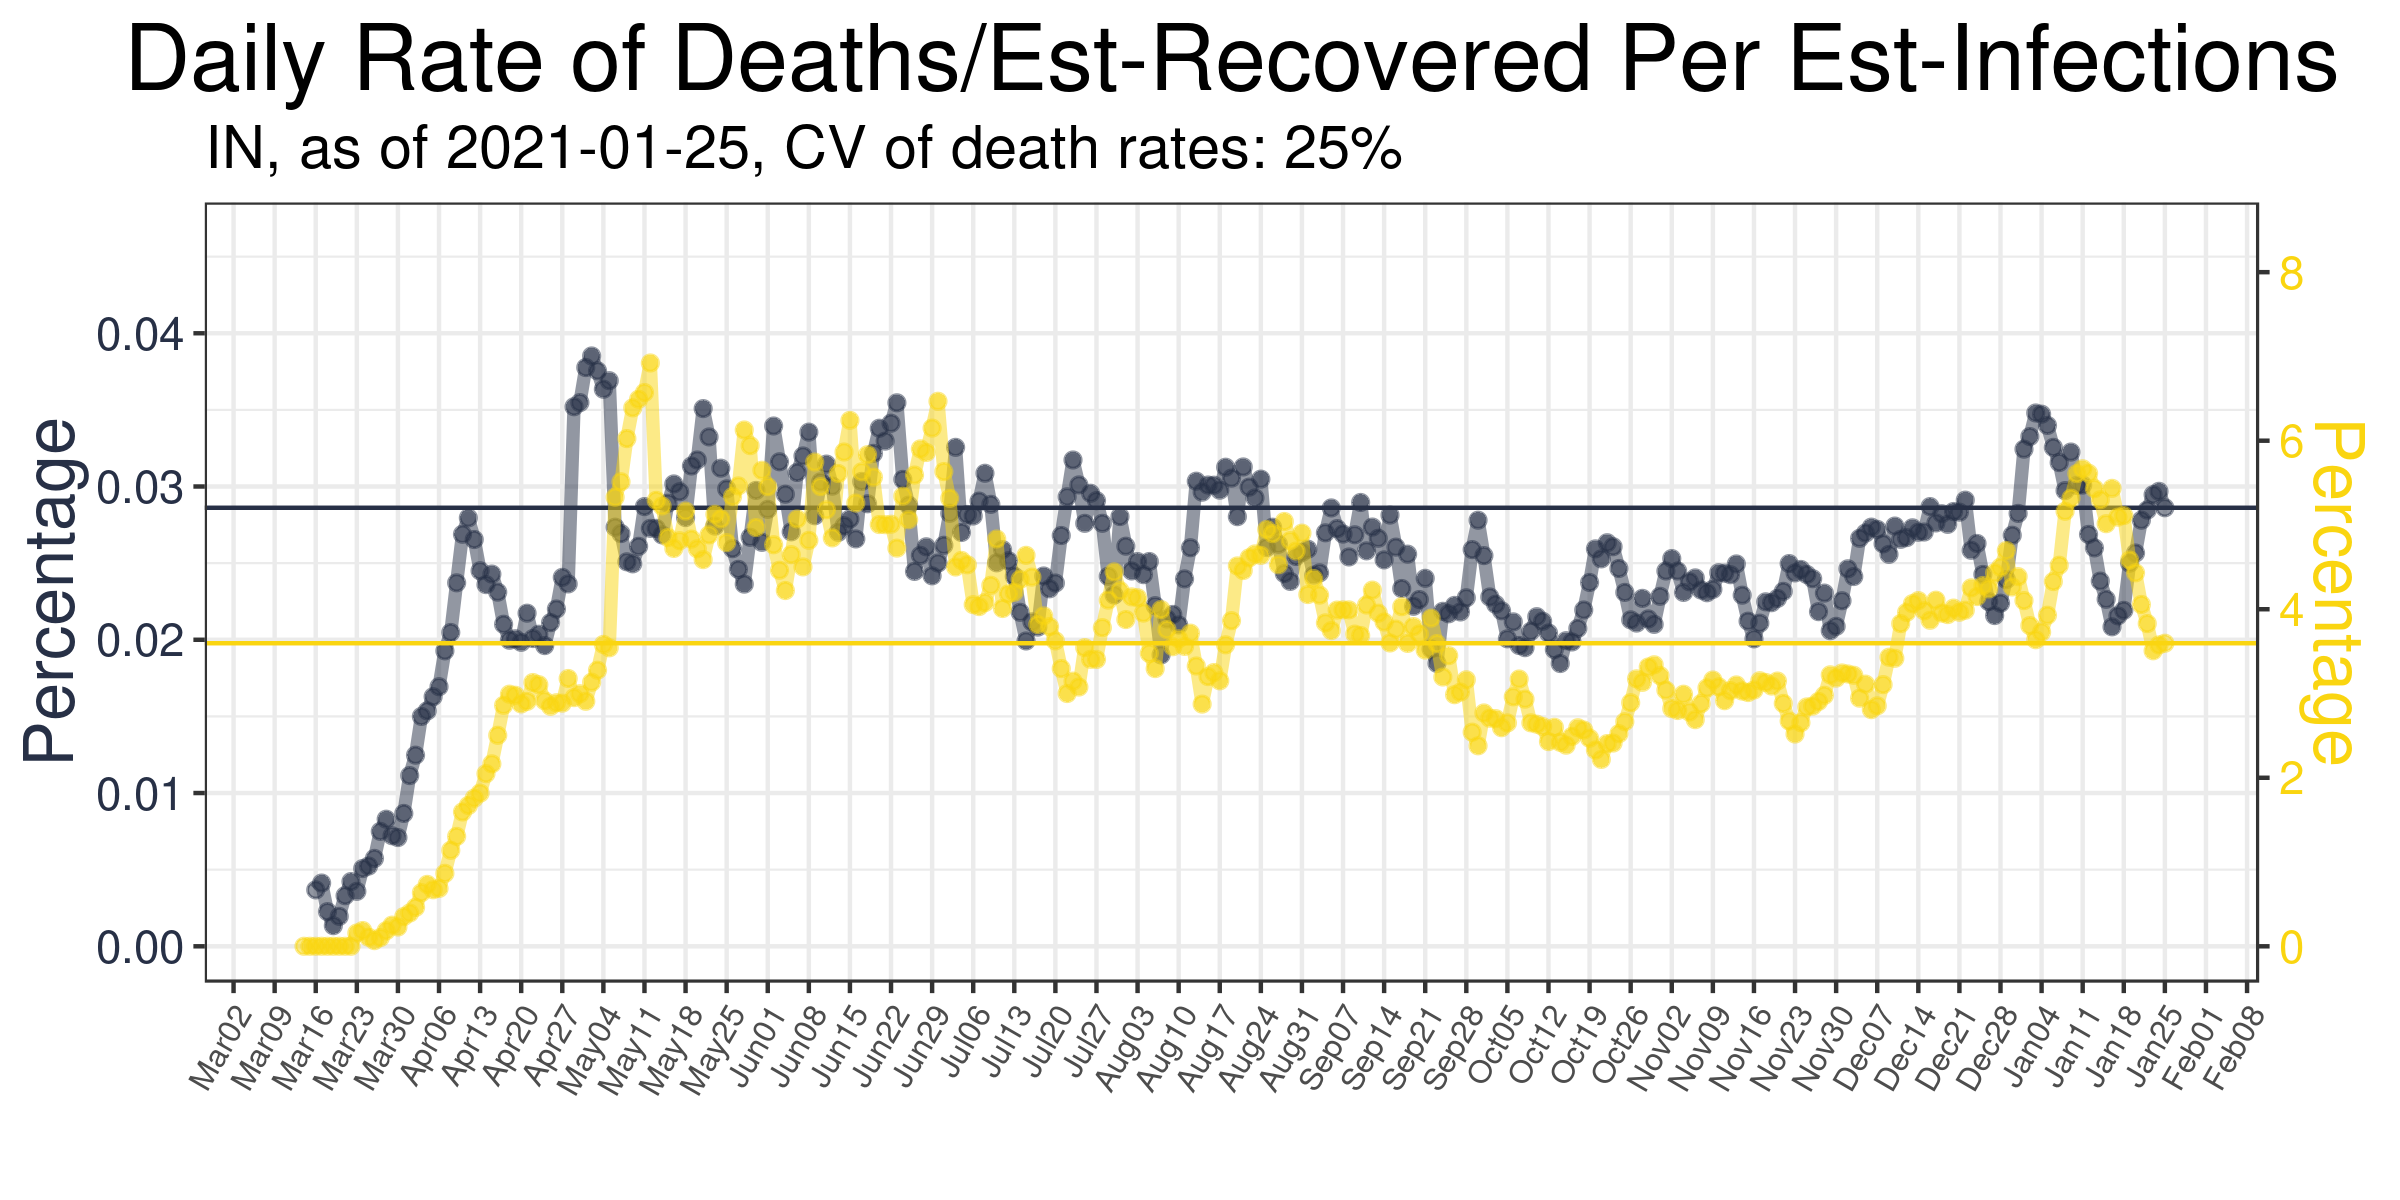 Daily Rate of Deaths/Est-Recovered Per Est-Infections
IN, as of 2021-01-25, CV of death rates: 25%
Percentage
0.04
0.03
0.02
0.01
0.00
8
6
4
2
0
Percentage
Mar02 Mar09 Mar16 Mar23 Mar30 Apr06 Apr13 Apr20 Apr27 May04 May11 May18 May25 Jun01 Jun08 Jun15 Jun22 Jun29 Jul06 Jul13 Jul20 Jul27 Aug03 Aug10 Aug17 Aug24 Aug31 Sep07 Sep14 Sep21 Sep28 Oct05 Oct12 Oct19 Oct26 Nov02 Nov09 Nov16 Nov23 Nov30 Dec07 Dec14 Dec21 Dec28 Jan04 Jan11 Jan18 Jan25 Feb01 Feb08